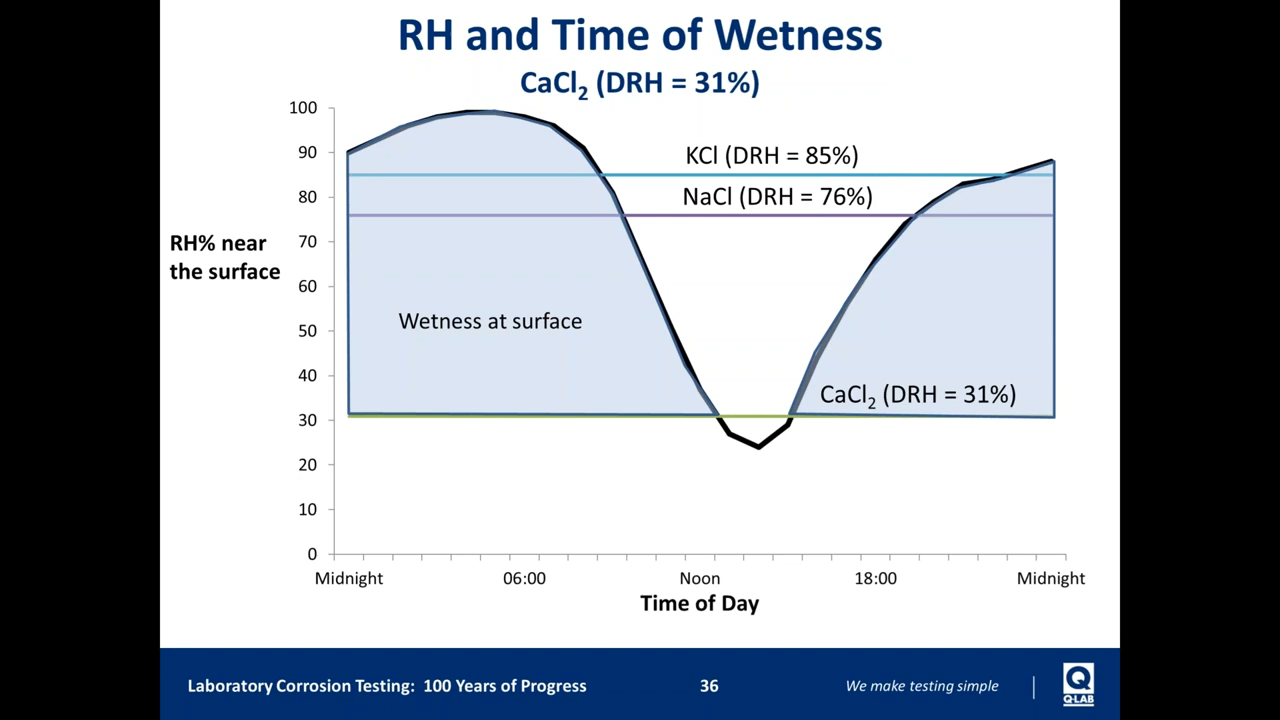 RH and Time of Wetness
CaCl₂ (DRH = 31%)
100
90
80
70
60
50
40
30
20
10
0
RH% near
the surface
KCl (DRH = 85%)
NaCl (DRH = 76%)
Wetness at surface
CaCl₂ (DRH = 31%)
Midnight 06:00 Noon 18:00 Midnight
Time of Day
Laboratory Corrosion Testing: 100 Years of Progress 36 We make testing simple
Q
Q-LAB